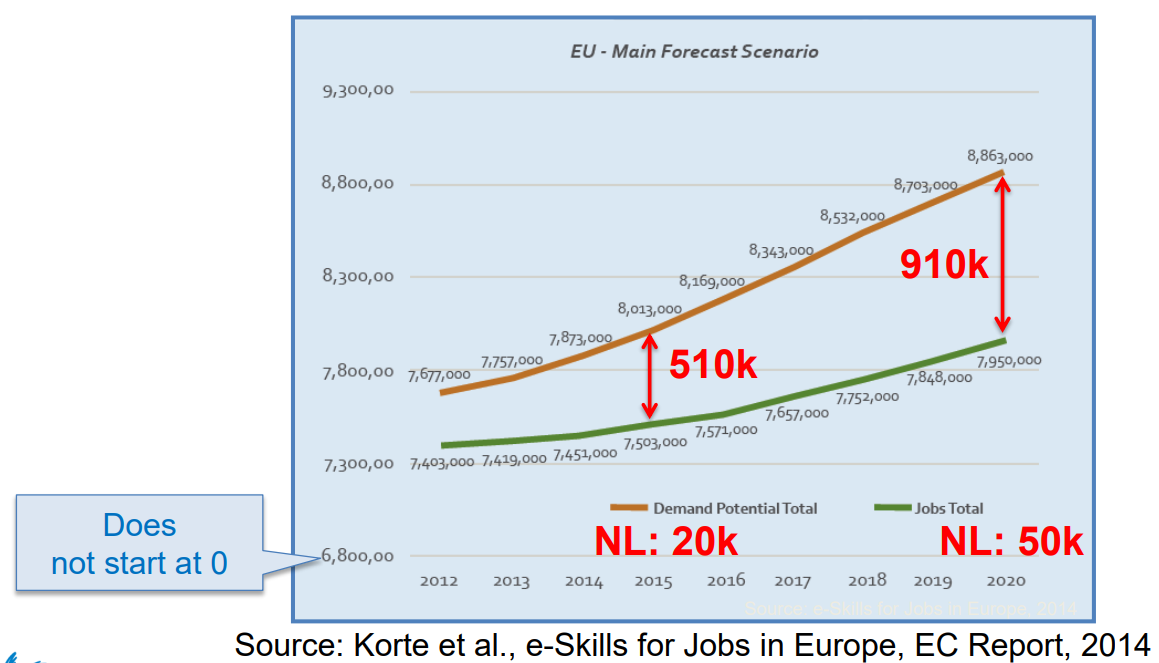 EU - Main Forecast Scenario
9,300,00
8,800,00
8,300,00
7,800,00
7,300,00
6,800,00
8,863,000
8,703,000
8,532,000
8,343,000
8,169,000
8,013,000
7,873,000
7,757,000
7,677,000
910k
510k
7,403,000
7,419,000
7,451,000
7,503,000
7,571,000
7,657,000
7,752,000
7,848,000
7,950,000
Demand Potential Total
Jobs Total
NL: 20k
NL: 50k
Does
not start at 0
2012 2013 2014 2015 2016 2017 2018 2019 2020
Source: e-Skills for Jobs in Europe, 2014
Source: Korte et al., e-Skills for Jobs in Europe, EC Report, 2014